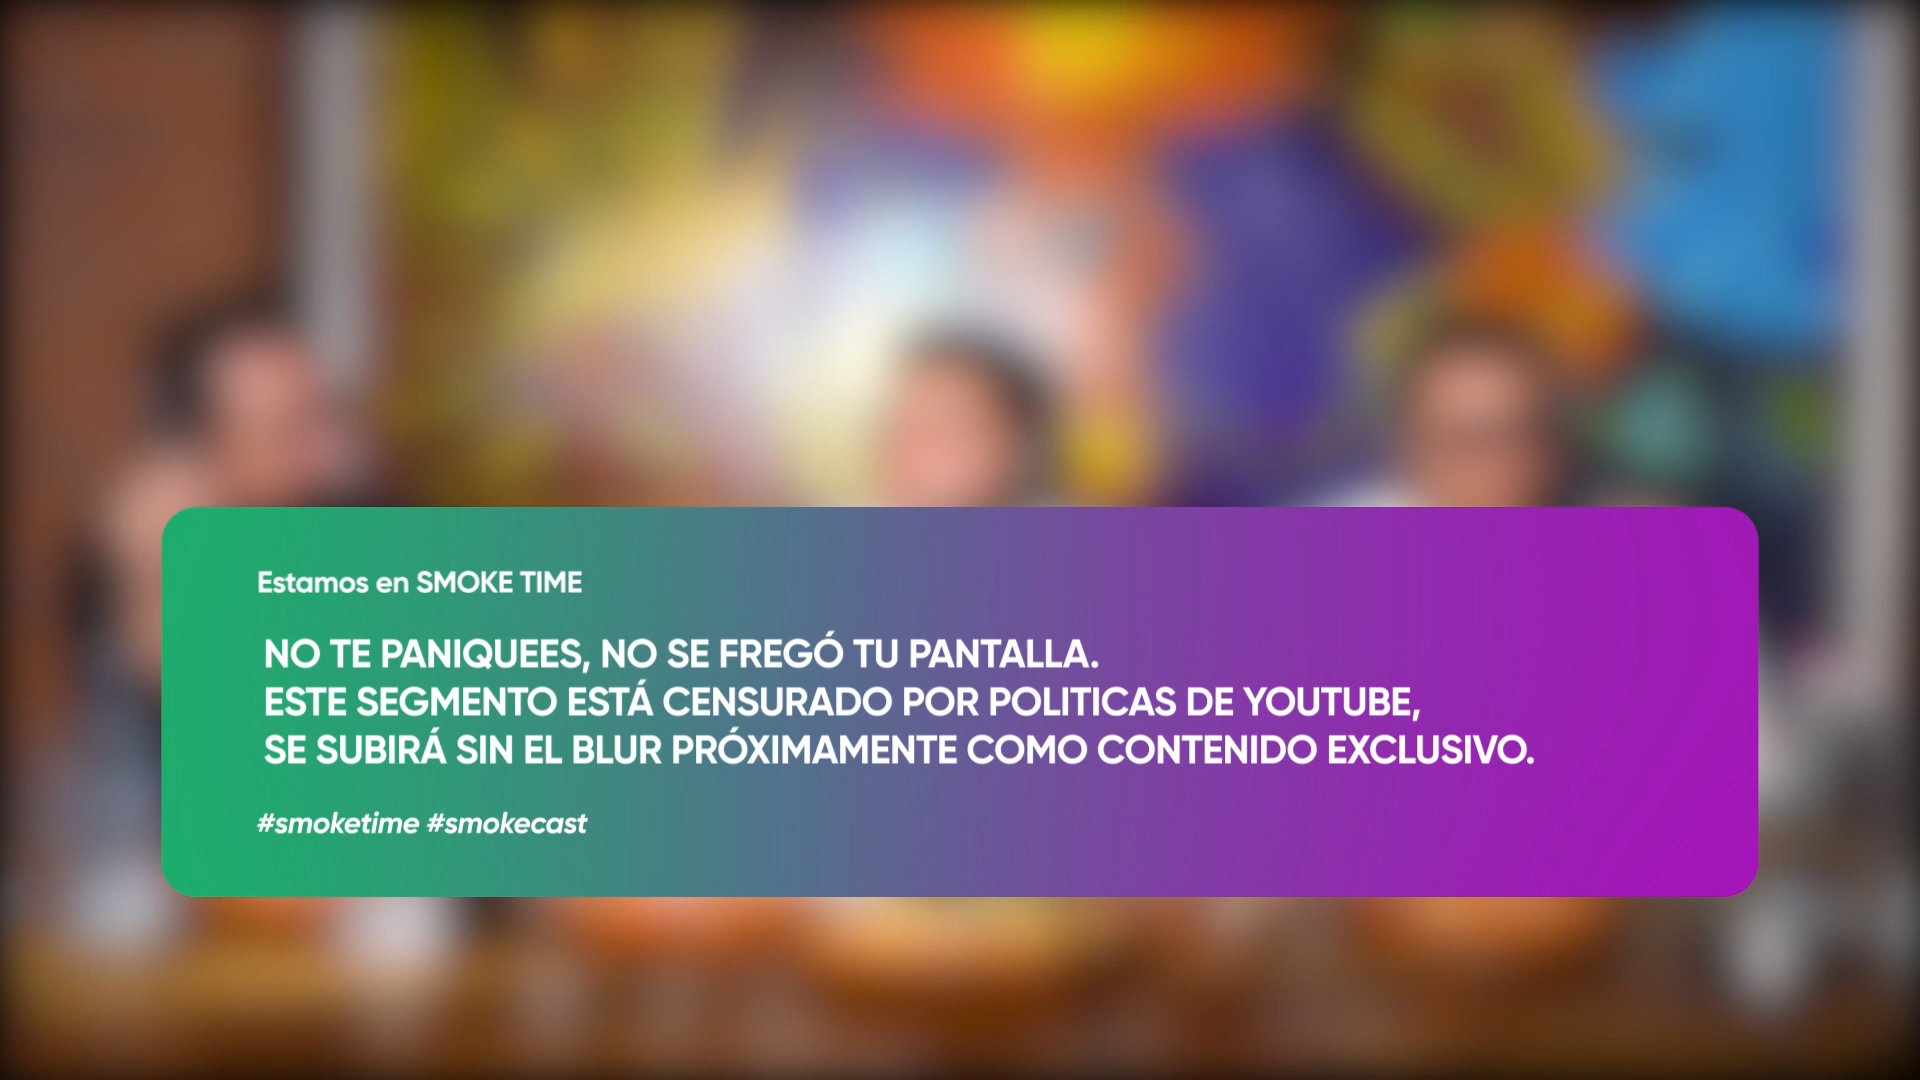 Estamos en SMOKE TIME
NO TE PANIQUEES, NO SE FREGÓ TU PANTALLA.
ESTE SEGMENTO ESTÁ CENSURADO POR POLITICAS DE YOUTUBE,
SE SUBIRÁ SIN EL BLUR PRÓXIMAMENTE COMO CONTENIDO EXCLUSIVO.
#smoketime #smokecast